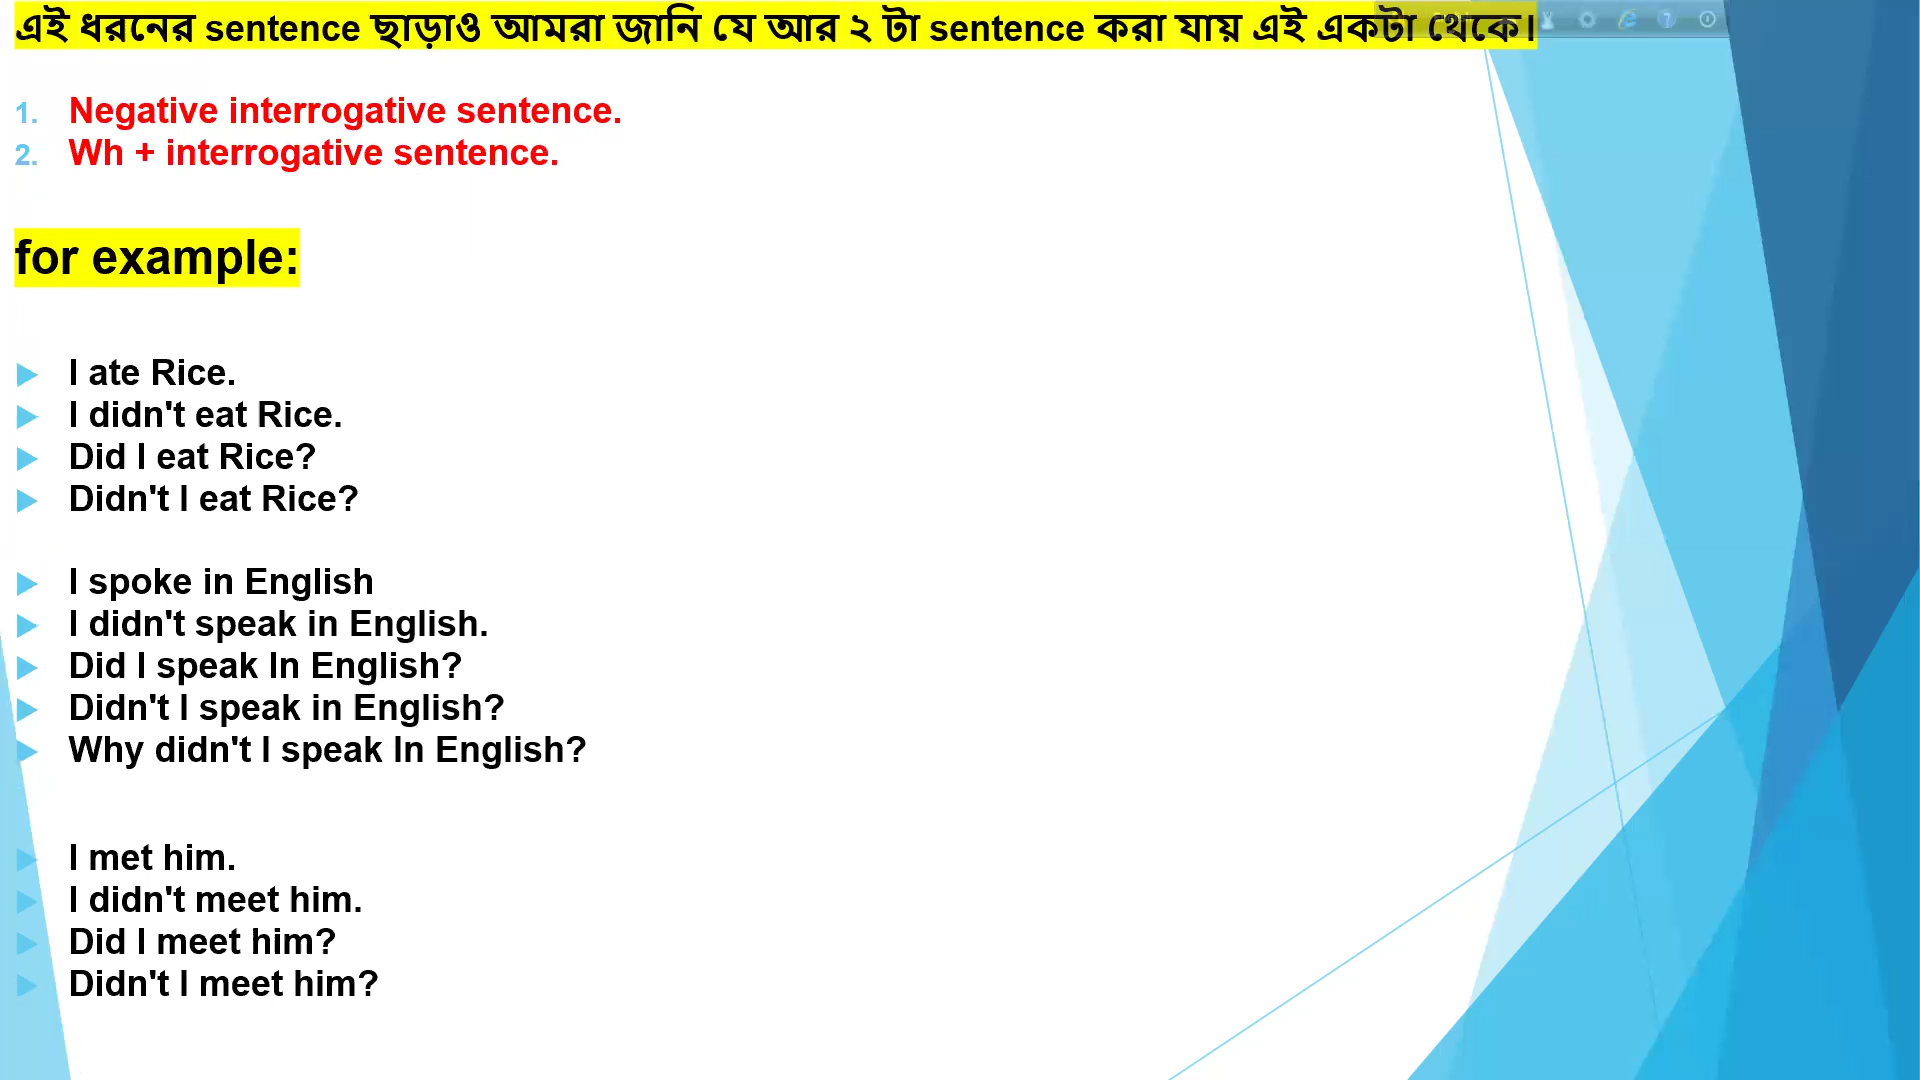 এই ধরনের sentence ছাড়াও আমরা জানি যে আর ২ টা sentence করা যায় এই একটা থেকে।
1. Negative interrogative sentence.
2. Wh + interrogative sentence.
for example:
I ate Rice.
I didn't eat Rice.
Did I eat Rice?
Didn't I eat Rice?
I spoke in English
I didn't speak in English.
Did I speak In English?
Didn't I speak in English?
Why didn't I speak In English?
I met him.
I didn't meet him.
Did I meet him?
Didn't I meet him?